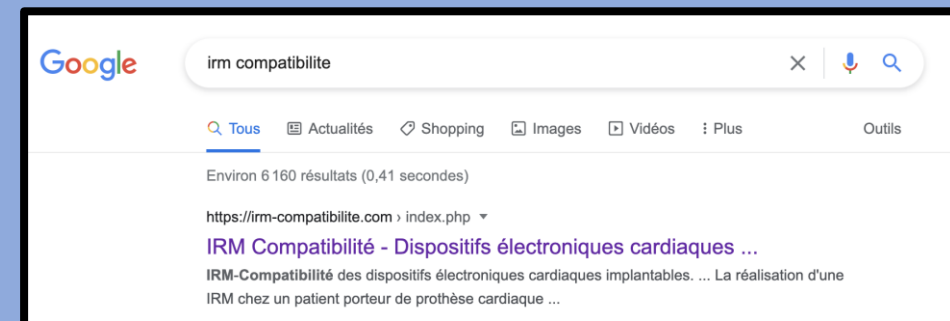 Google
irm compatibilite
Tous Actualités Shopping Images Vidéos Plus Outils
Environ 6 160 résultats (0,41 secondes)
https://irm-compatibilite.com › index.php
IRM Compatibilité - Dispositifs électroniques cardiaques ...
IRM-Compatibilité des dispositifs électroniques cardiaques implantables. ... La réalisation d'une
IRM chez un patient porteur de prothèse cardiaque ...